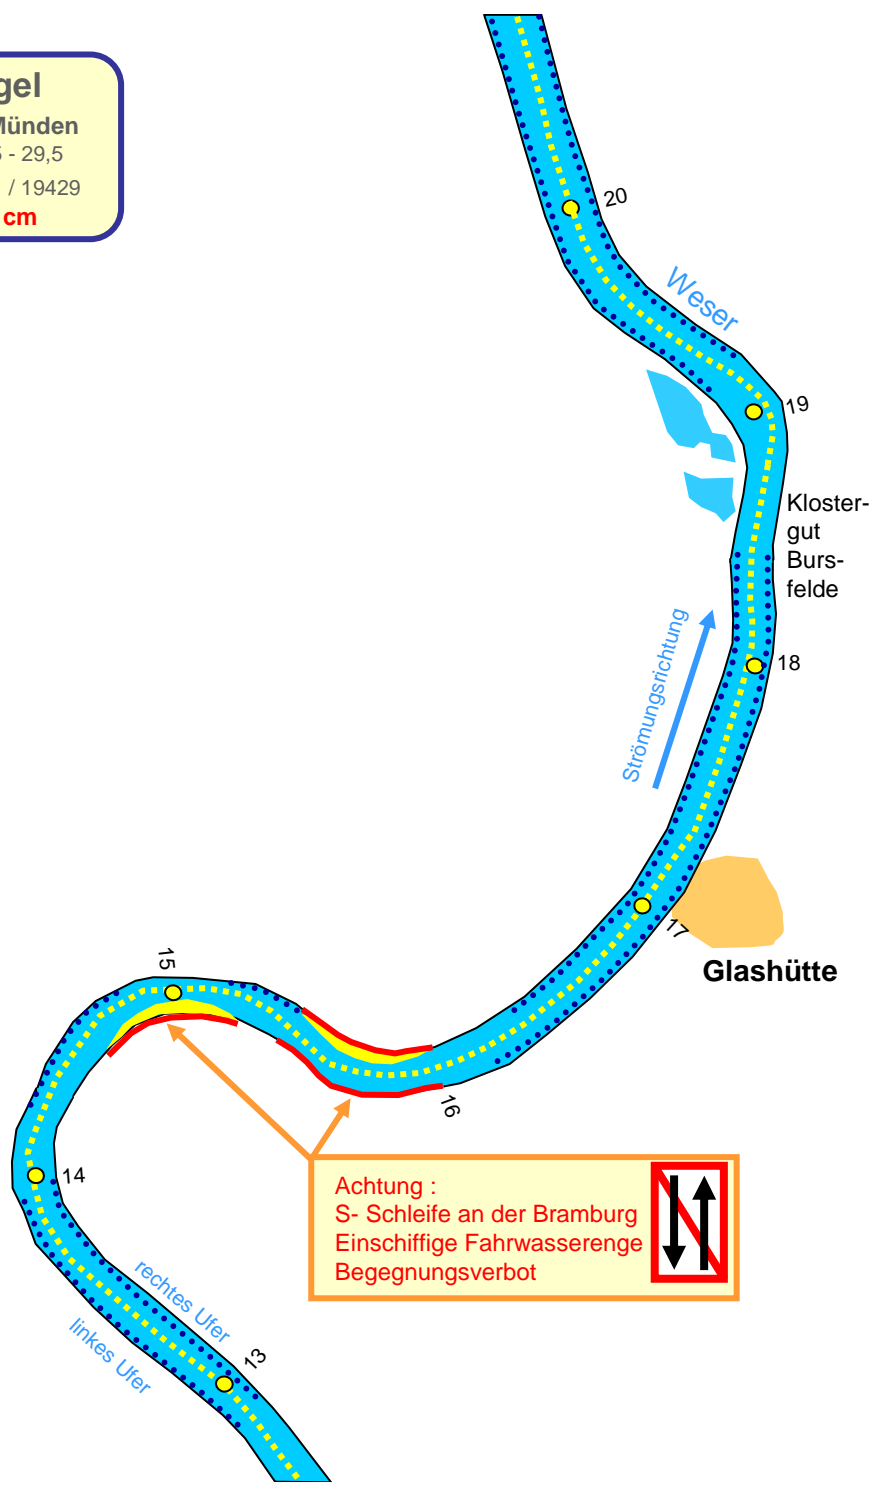 gel
Münden
- 29,5
/ 19429
cm
20
Weser
19
Kloster-
gut
Burs-
felde
18
Strömungsrichtung
17
Glashütte
15
16
14
Achtung :
S- Schleife an der Bramburg
Einschiffige Fahrwasserenge
Begegnungsverbot
rechtes Ufer
linkes Ufer
13